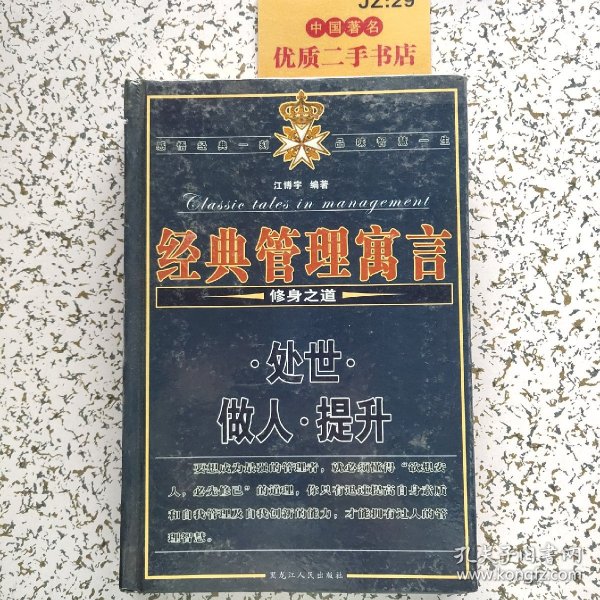 JZ:29
中国著名
优质二手书店
感悟经典一刻 品味智慧一生
江博宇 编著
Classic tales in management
经典管理寓言
修身之道
·处世·
做人·提升
要想成为最强的管理者，就必须懂得“欲想安
人，必先修己”的道理，你只有迅速提高自身素质
和自我管理及自我创新的能力，才能拥有过人的管
理智慧。
黑龙江人民出版社
孔夫子旧书网
www.kongfz.com